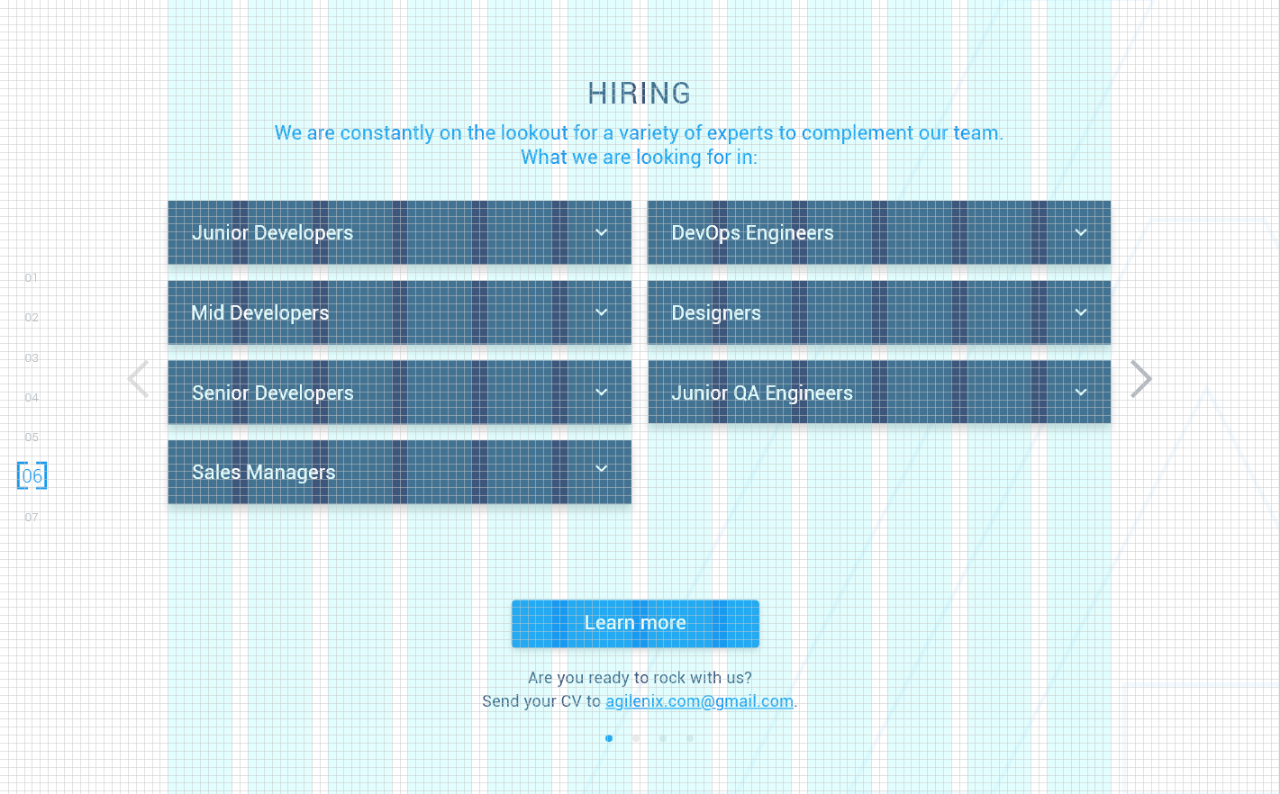 HIRING
We are constantly on the lookout for a variety of experts to complement our team.
What we are looking for in:
Junior Developers
DevOps Engineers
Mid Developers
Designers
Senior Developers
Junior QA Engineers
Sales Managers
01
02
03
04
05
06
07
Learn more
Are you ready to rock with us?
Send your CV to agilenix.com@gmail.com.